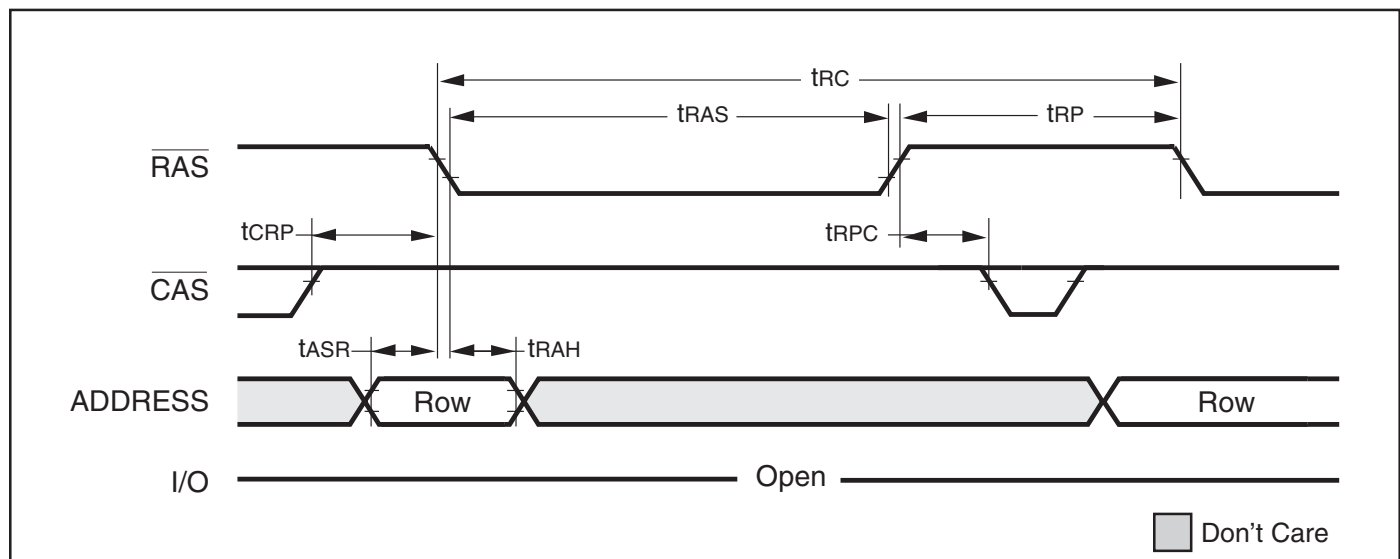 tRC
tRAS
tRP
RAS
tCRP
tRPC
CAS
tASR
tRAH
ADDRESS
Row
Row
I/O
Open
Don't Care